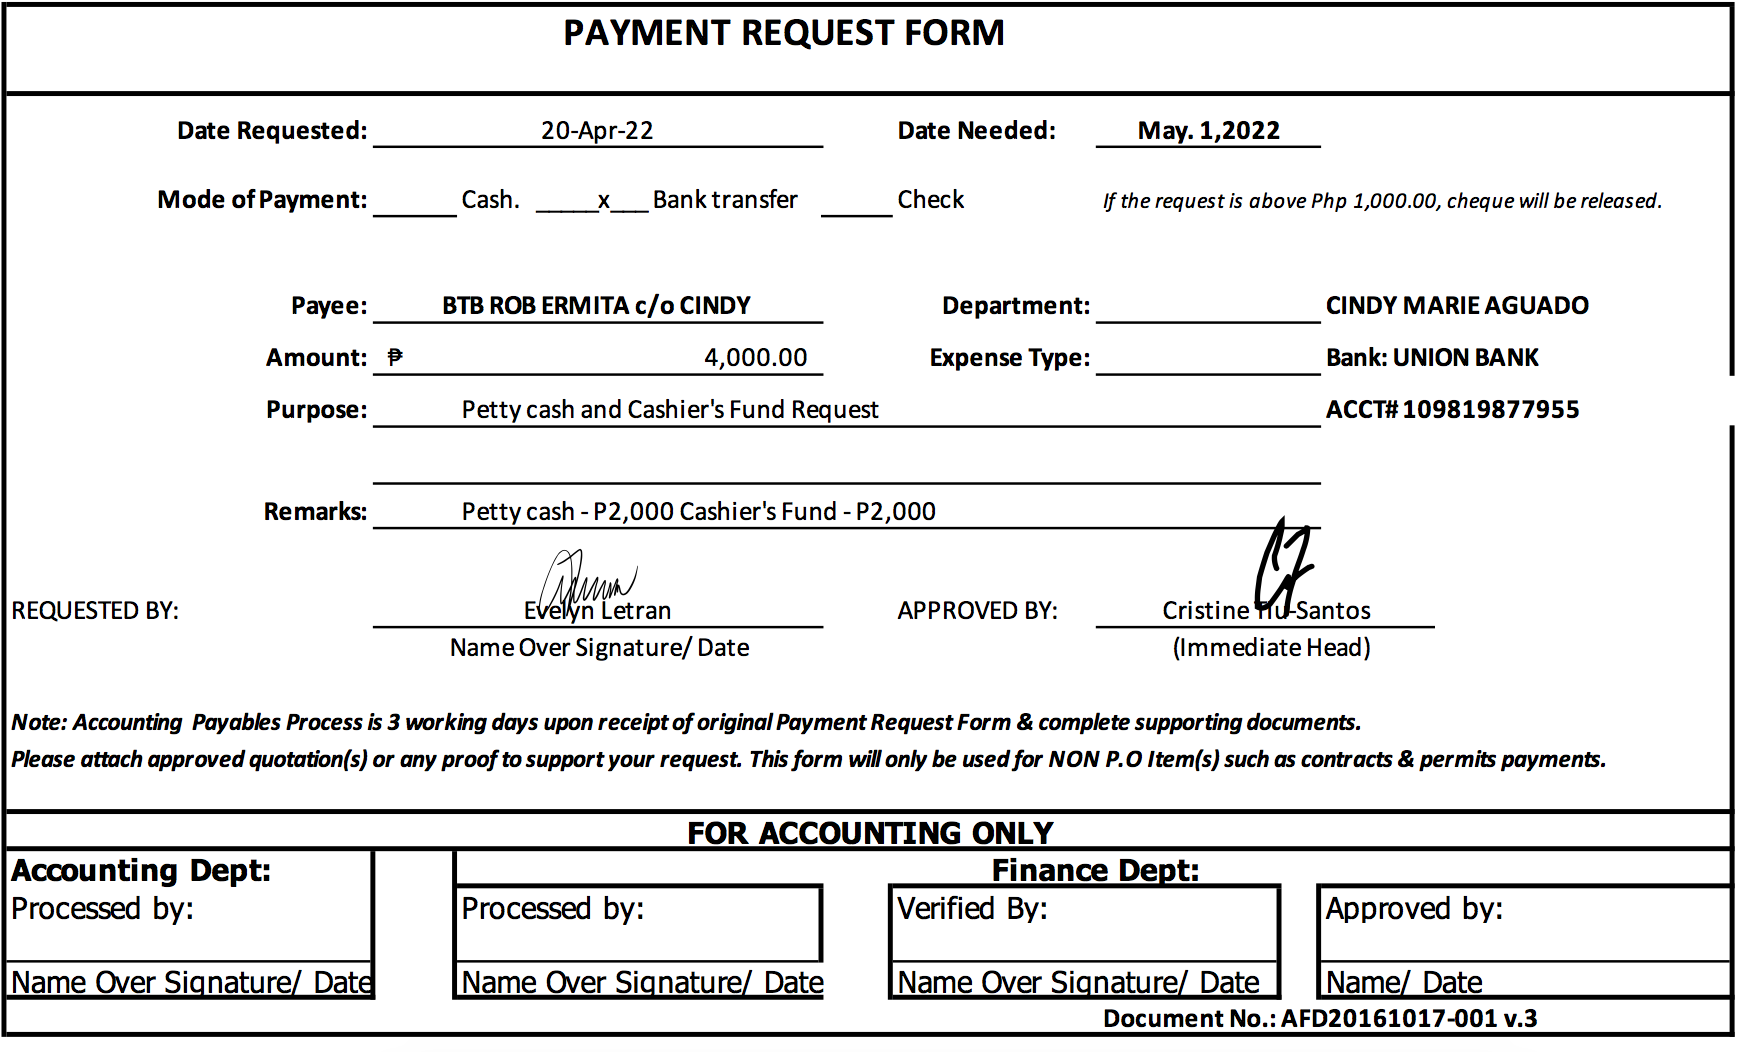 PAYMENT REQUEST FORM
Date Requested: 20-Apr-22 Date Needed: May. 1,2022
Mode of Payment: ______ Cash. _____x___ Bank transfer _____ Check If the request is above Php 1,000.00, cheque will be released.
Payee: BTB ROB ERMITA c/o CINDY Department: CINDY MARIE AGUADO
Amount: ₱ 4,000.00 Expense Type: Bank: UNION BANK
Purpose: Petty cash and Cashier's Fund Request ACCT# 109819877955
Remarks: Petty cash - P2,000 Cashier's Fund - P2,000
REQUESTED BY: Evelyn Letran APPROVED BY: Cristine Tiu-Santos
Name Over Signature/ Date (Immediate Head)
Note: Accounting Payables Process is 3 working days upon receipt of original Payment Request Form & complete supporting documents.
Please attach approved quotation(s) or any proof to support your request. This form will only be used for NON P.O Item(s) such as contracts & permits payments.
FOR ACCOUNTING ONLY
Accounting Dept: Finance Dept:
Processed by: Processed by: Verified By: Approved by:
Name Over Signature/ Date Name Over Signature/ Date Name Over Signature/ Date Name/ Date
Document No.: AFD20161017-001 v.3